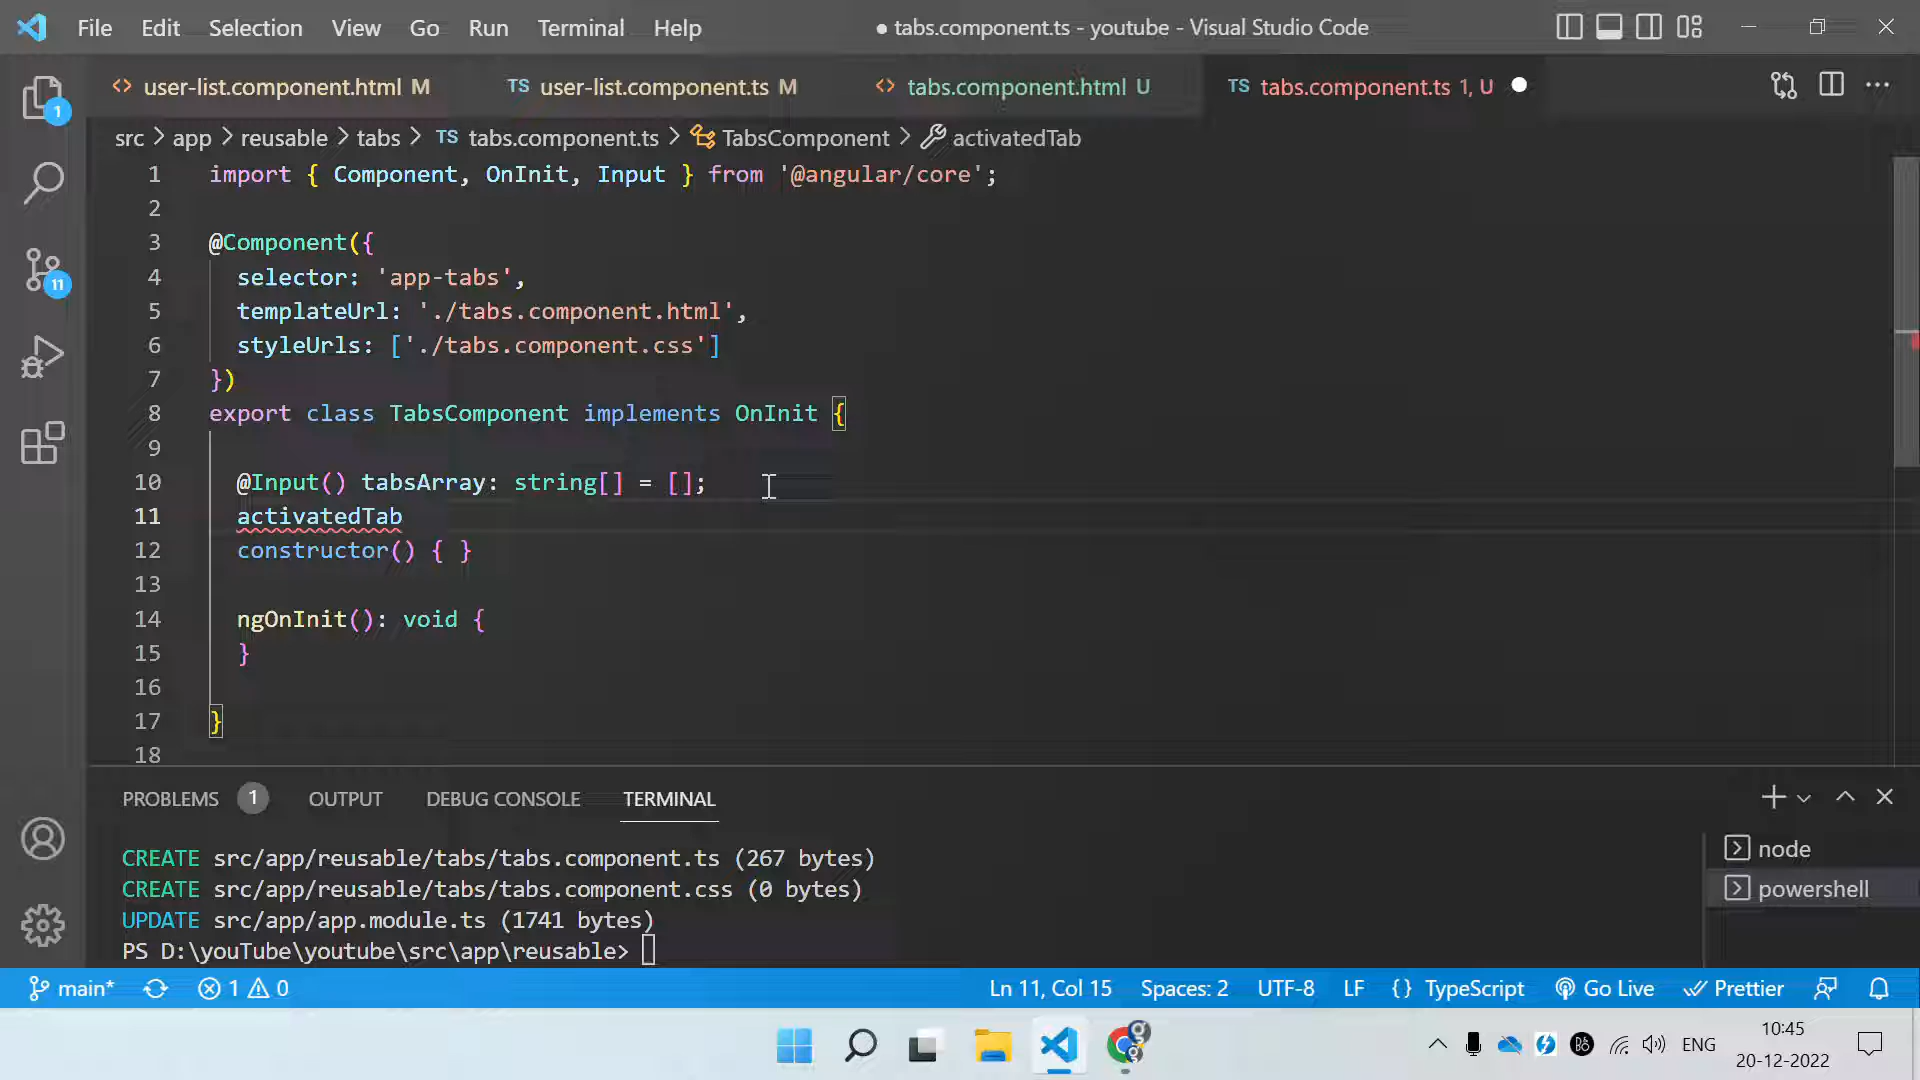 File Edit Selection View Go Run Terminal Help
● tabs.component.ts - youtube - Visual Studio Code
<> user-list.component.html M
TS user-list.component.ts M
<> tabs.component.html U
TS tabs.component.ts 1, U
1
src > app > reusable > tabs > TS tabs.component.ts > TabsComponent > activatedTab
1 import { Component, OnInit, Input } from '@angular/core';
2
3 @Component({
4 selector: 'app-tabs',
5 templateUrl: './tabs.component.html',
6 styleUrls: ['./tabs.component.css']
7 })
8 export class TabsComponent implements OnInit {
9
10 @Input() tabsArray: string[] = [];
11 activatedTab
12 constructor() { }
13
14 ngOnInit(): void {
15 }
16
17 }
18
11
PROBLEMS 1 OUTPUT DEBUG CONSOLE TERMINAL
CREATE src/app/reusable/tabs/tabs.component.ts (267 bytes)
CREATE src/app/reusable/tabs/tabs.component.css (0 bytes)
UPDATE src/app/app.module.ts (1741 bytes)
PS D:\youTube\youtube\src\app\reusable>
node
powershell
main* 1 0 Ln 11, Col 15 Spaces: 2 UTF-8 LF {} TypeScript Go Live Prettier
ENG
10:45
20-12-2022